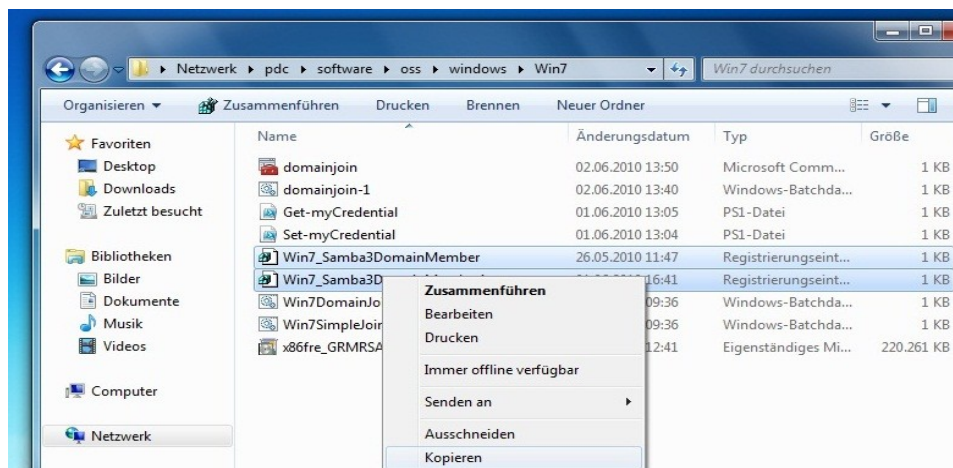 Netzwerk ▸ pdc ▸ software ▸ oss ▸ windows ▸ Win7
Win7 durchsuchen
Organisieren Zusammenführen Drucken Brennen Neuer Ordner
Favoriten
Desktop
Downloads
Zuletzt besucht
Bibliotheken
Bilder
Dokumente
Musik
Videos
Computer
Netzwerk
Name Änderungsdatum Typ Größe
domainjoin 02.06.2010 13:50 Microsoft Comm... 1 KB
domainjoin-1 02.06.2010 13:40 Windows-Batchda... 1 KB
Get-myCredential 01.06.2010 13:05 PS1-Datei 1 KB
Set-myCredential 01.06.2010 13:04 PS1-Datei 1 KB
Win7_Samba3DomainMember 26.05.2010 11:47 Registrierungseint... 1 KB
16:41 Registrierungseint... 1 KB
Win7DomainJo 09:36 Windows-Batchda... 1 KB
Win7SimpleJoin 09:36 Windows-Batchda... 1 KB
x86fre_GRMRSA 12:41 Eigenständiges Mi... 220.261 KB
Zusammenführen
Bearbeiten
Drucken
Immer offline verfügbar
Senden an
Ausschneiden
Kopieren